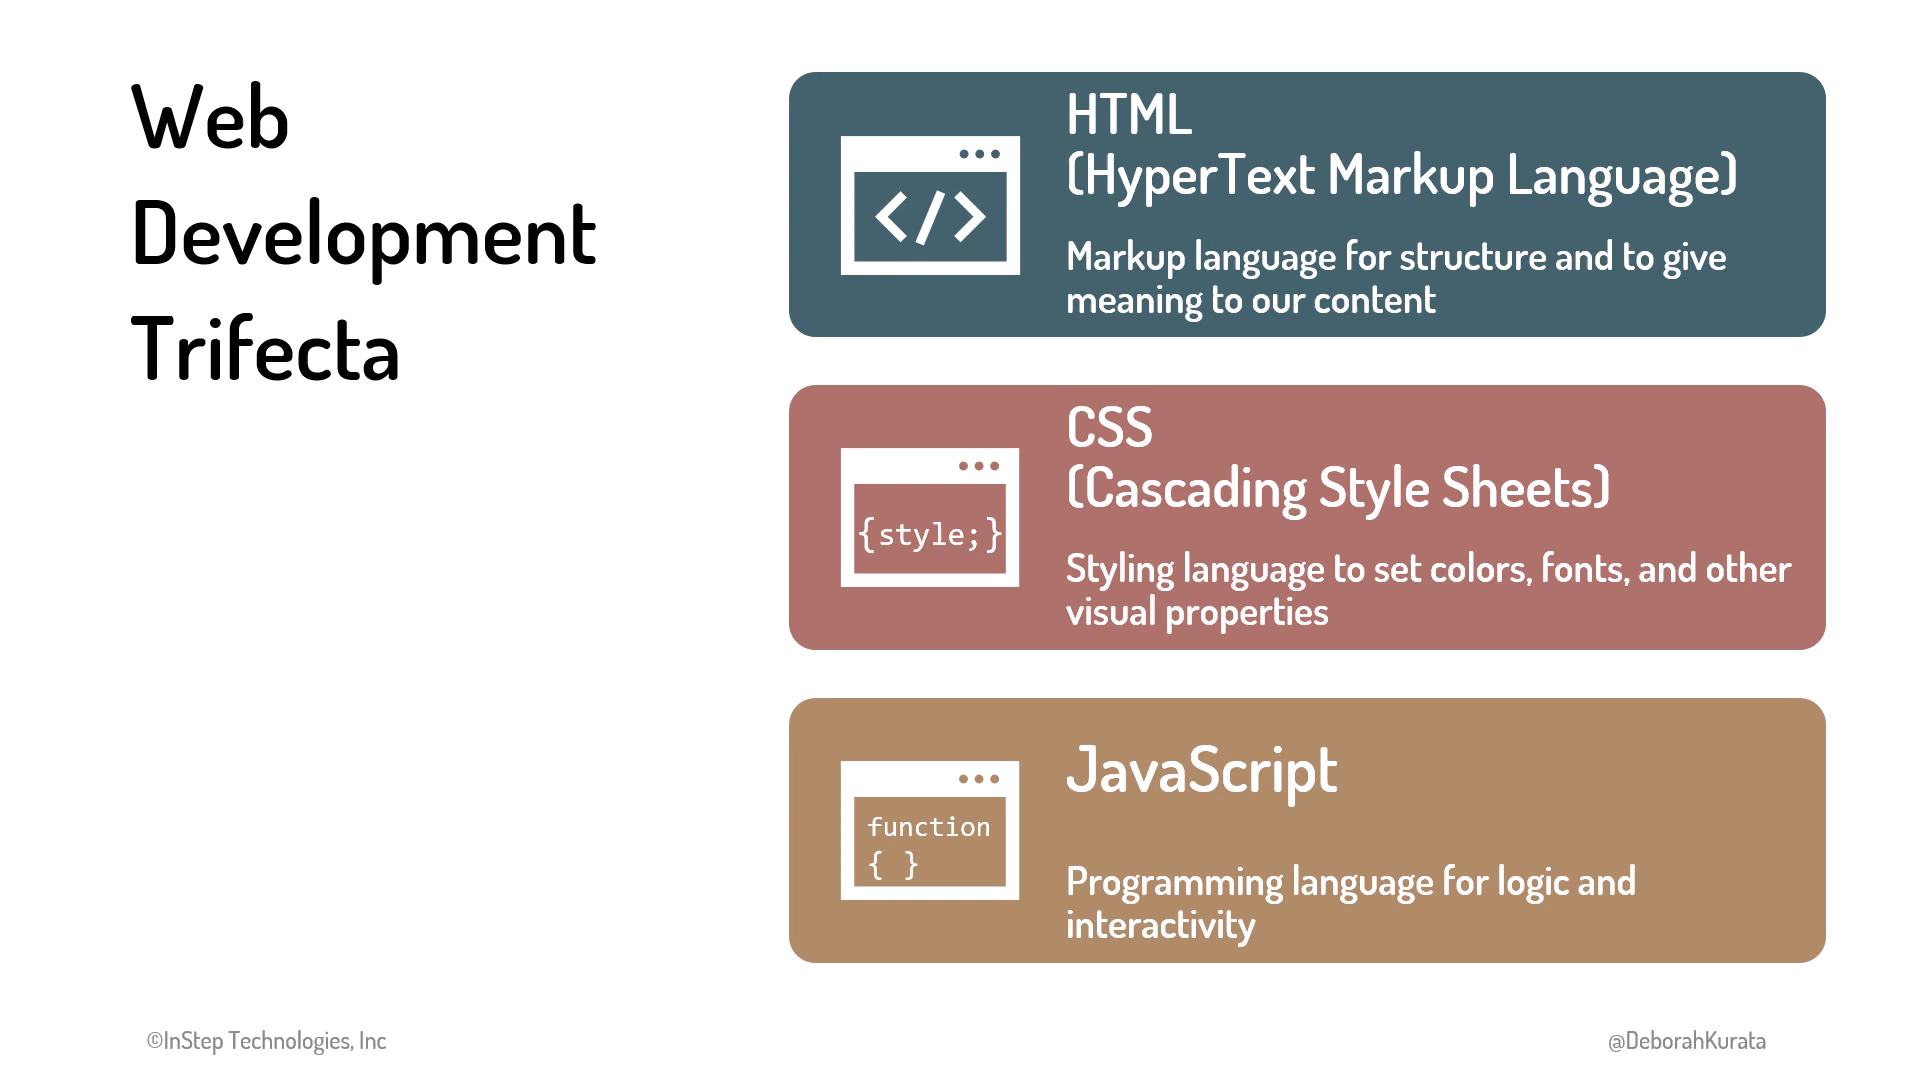 Web
Development
Trifecta
</>
HTML
(HyperText Markup Language)
Markup language for structure and to give
meaning to our content
{style;}
CSS
(Cascading Style Sheets)
Styling language to set colors, fonts, and other
visual properties
function
{ }
JavaScript
Programming language for logic and
interactivity
©InStep Technologies, Inc
@DeborahKurata